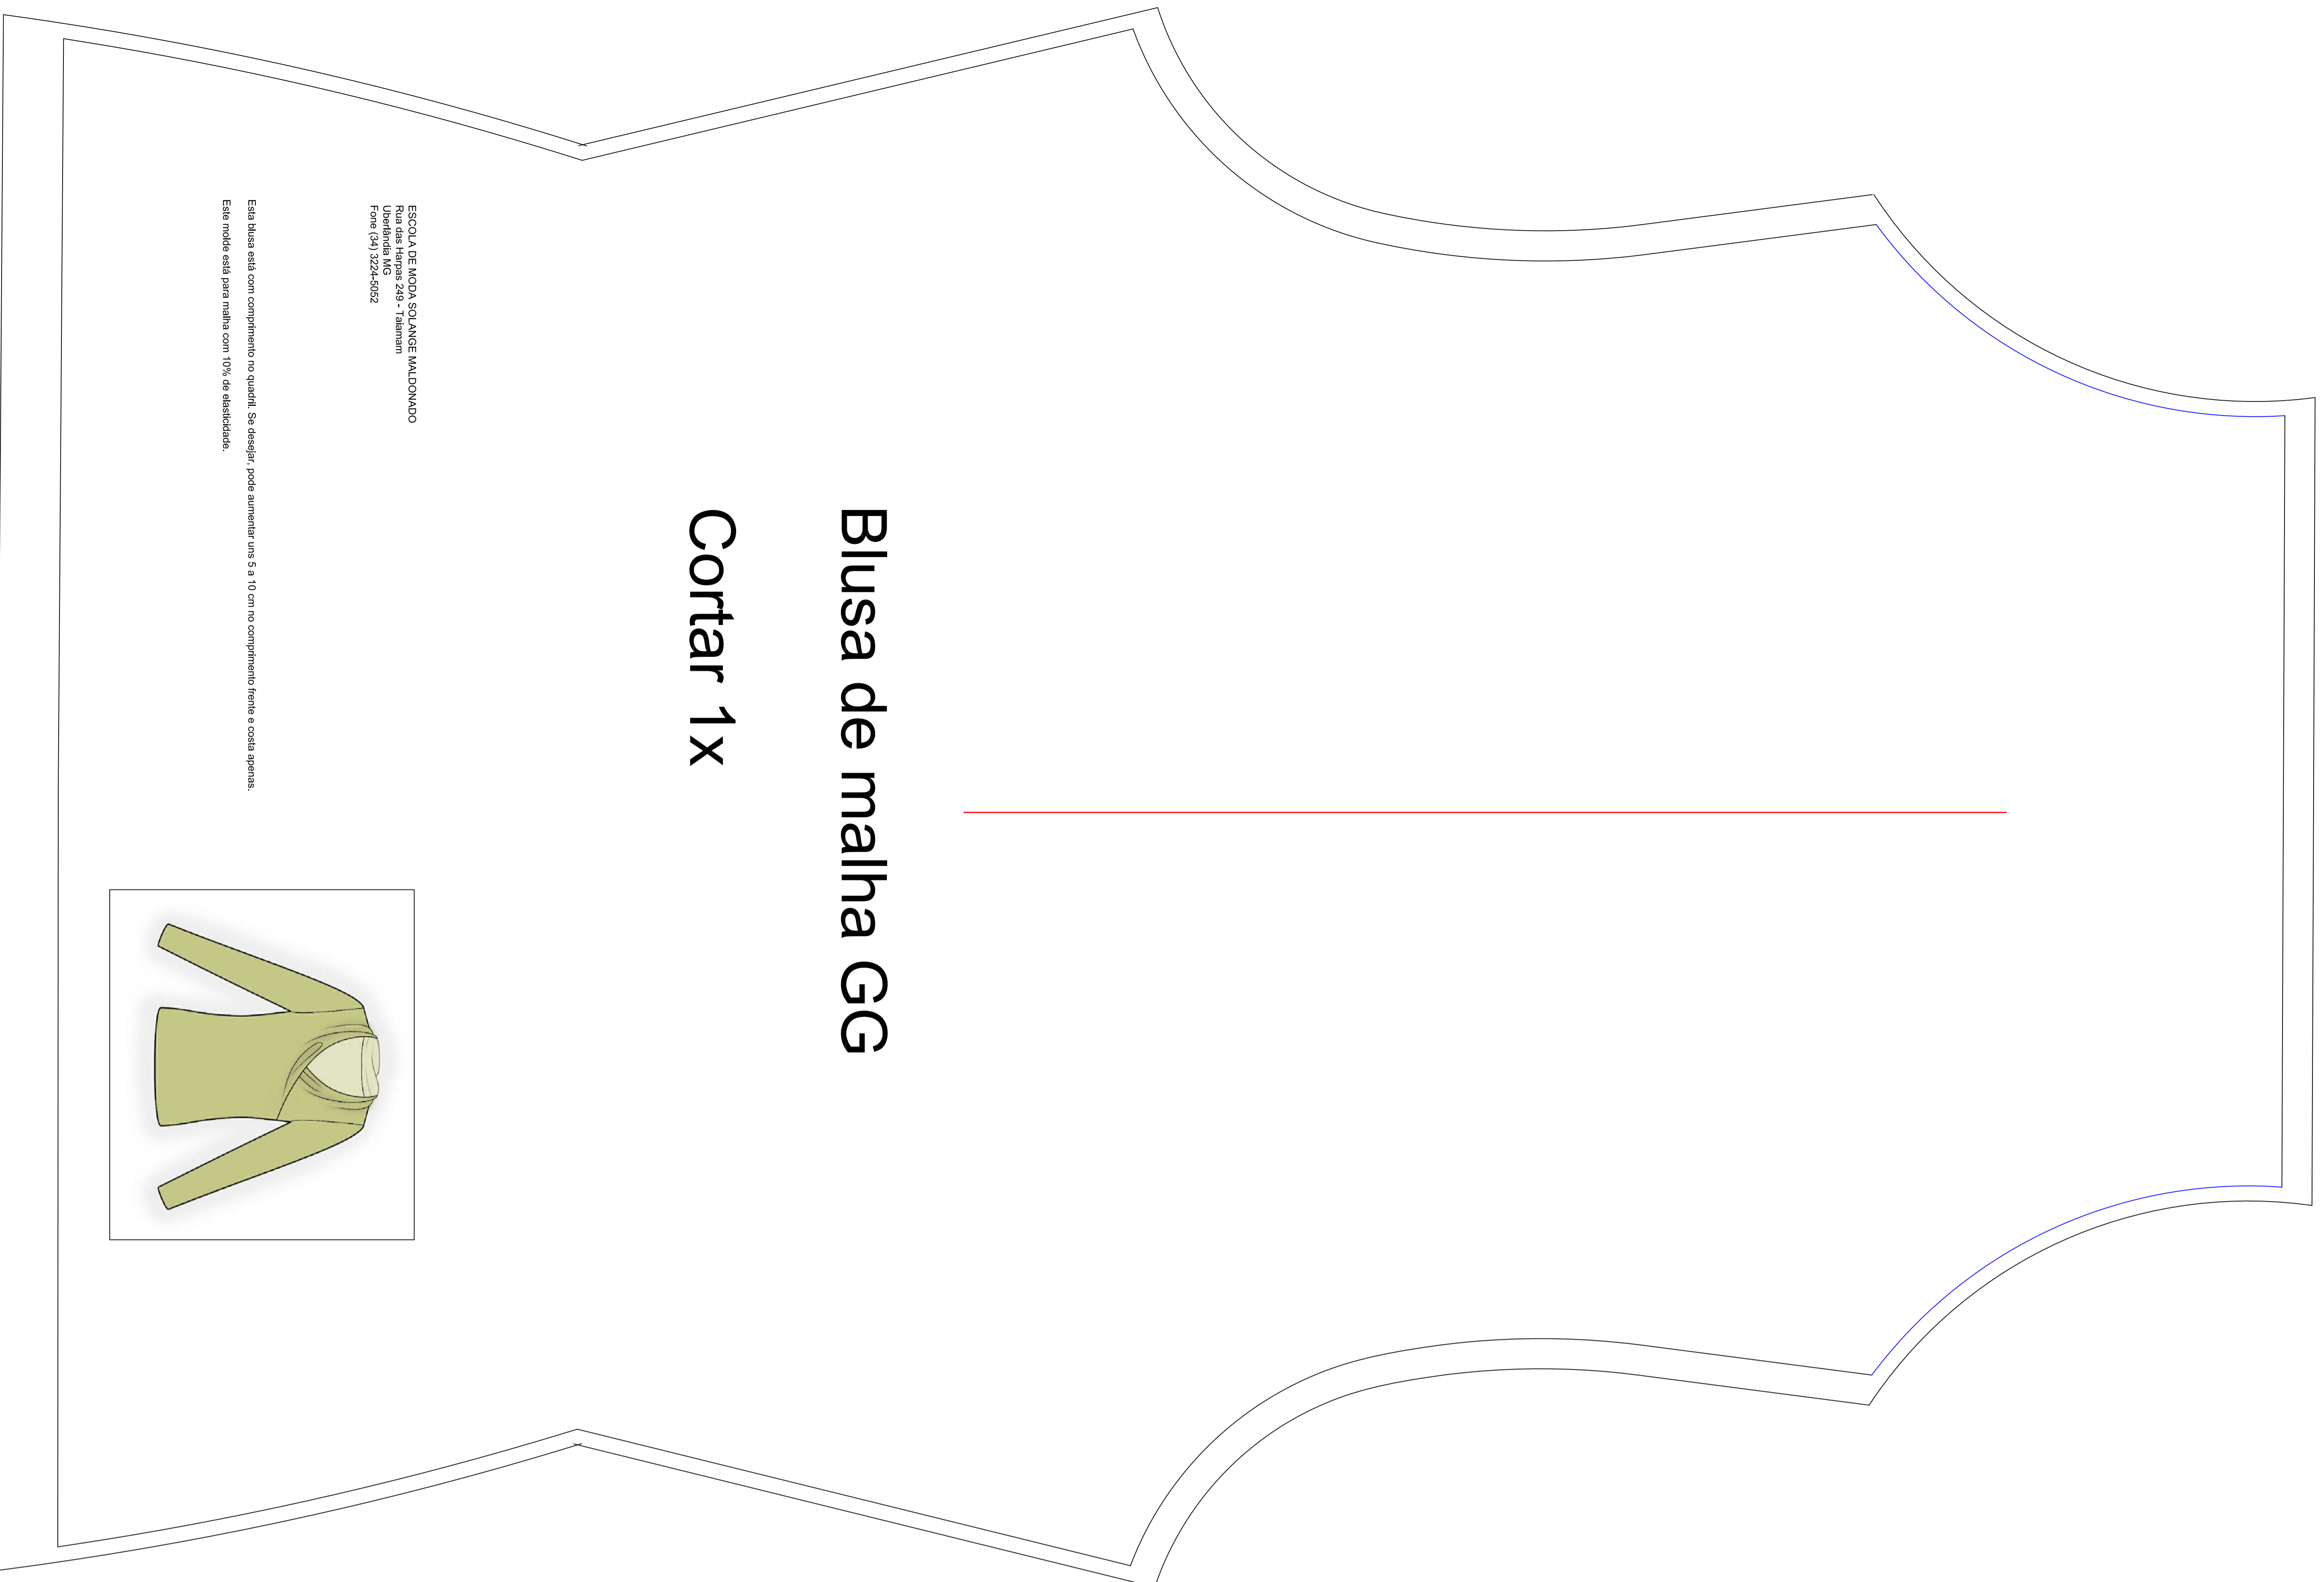 Blusa de malha GG
Cortar 1x
ESCOLA DE MODA SOLANGE MALDONADO
Rua das Harpas 249 - Taiamam
Uberlândia MG
Fone (34) 3224-5052
Esta blusa está com comprimento no quadril. Se desejar, pode aumentar uns 5 a 10 cm no comprimento frente e costa apenas.
Este molde está para malha com 10% de elasticidade.